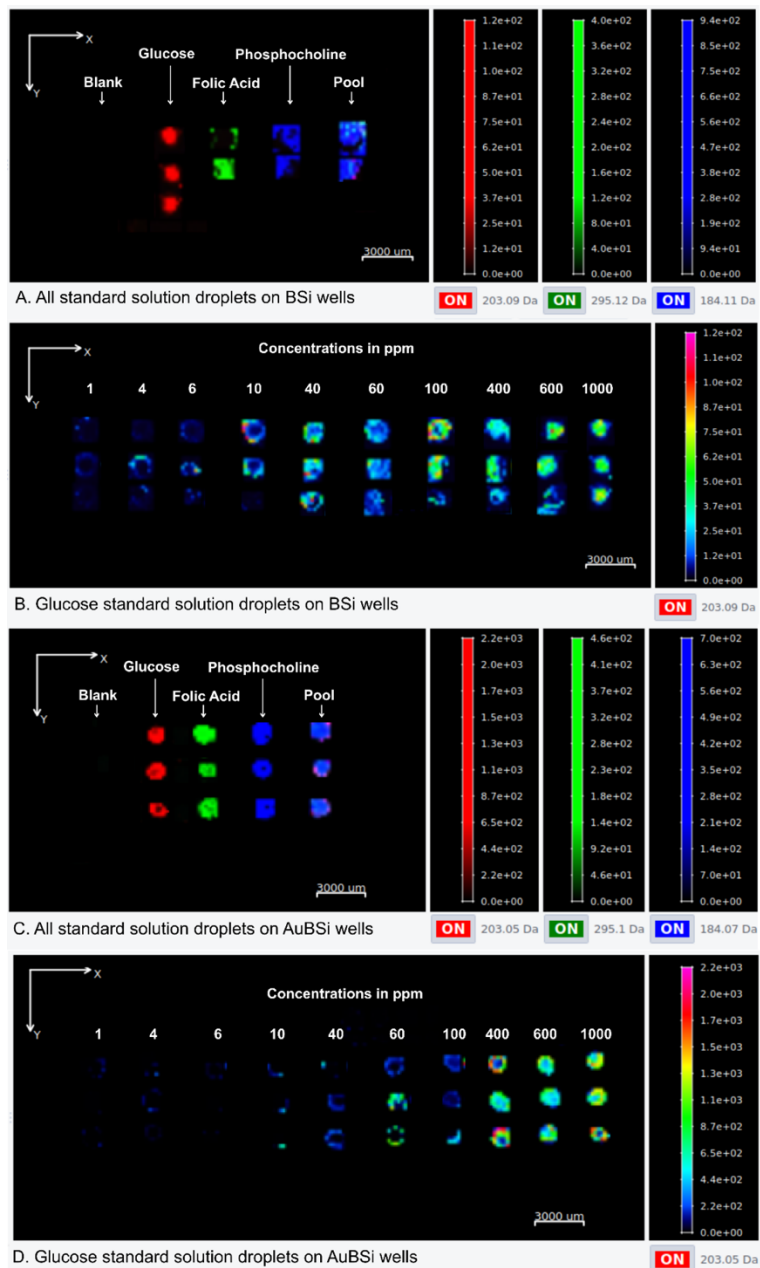 X
Y
Glucose
Phosphocholine
Blank
Folic Acid
Pool
3000 um
1.2e+02
1.1e+02
1.0e+02
8.7e+01
7.5e+01
6.2e+01
5.0e+01
3.7e+01
2.5e+01
1.2e+01
0.0e+00
4.0e+02
3.6e+02
3.2e+02
2.8e+02
2.4e+02
2.0e+02
1.6e+02
1.2e+02
8.0e+01
4.0e+01
0.0e+00
9.4e+02
8.5e+02
7.5e+02
6.6e+02
5.6e+02
4.7e+02
3.8e+02
2.8e+02
1.9e+02
9.4e+01
0.0e+00
A. All standard solution droplets on BSi wells
ON 203.09 Da ON 295.12 Da ON 184.11 Da
X
Y
Concentrations in ppm
1 4 6 10 40 60 100 400 600 1000
3000 um
1.2e+02
1.1e+02
1.0e+02
8.7e+01
7.5e+01
6.2e+01
5.0e+01
3.7e+01
2.5e+01
1.2e+01
0.0e+00
B. Glucose standard solution droplets on BSi wells
ON 203.09 Da
X
Y
Glucose
Phosphocholine
Blank
Folic Acid
Pool
3000 um
2.2e+03
2.0e+03
1.7e+03
1.5e+03
1.3e+03
1.1e+03
8.7e+02
6.5e+02
4.4e+02
2.2e+02
0.0e+00
4.6e+02
4.1e+02
3.7e+02
3.2e+02
2.8e+02
2.3e+02
1.8e+02
1.4e+02
9.2e+01
4.6e+01
0.0e+00
7.0e+02
6.3e+02
5.6e+02
4.9e+02
4.2e+02
3.5e+02
2.8e+02
2.1e+02
1.4e+02
7.0e+01
0.0e+00
C. All standard solution droplets on AuBSi wells
ON 203.05 Da ON 295.1 Da ON 184.07 Da
X
Y
Concentrations in ppm
1 4 6 10 40 60 100 400 600 1000
3000 um
2.2e+03
2.0e+03
1.7e+03
1.5e+03
1.3e+03
1.1e+03
8.7e+02
6.5e+02
4.4e+02
2.2e+02
0.0e+00
D. Glucose standard solution droplets on AuBSi wells
ON 203.05 Da